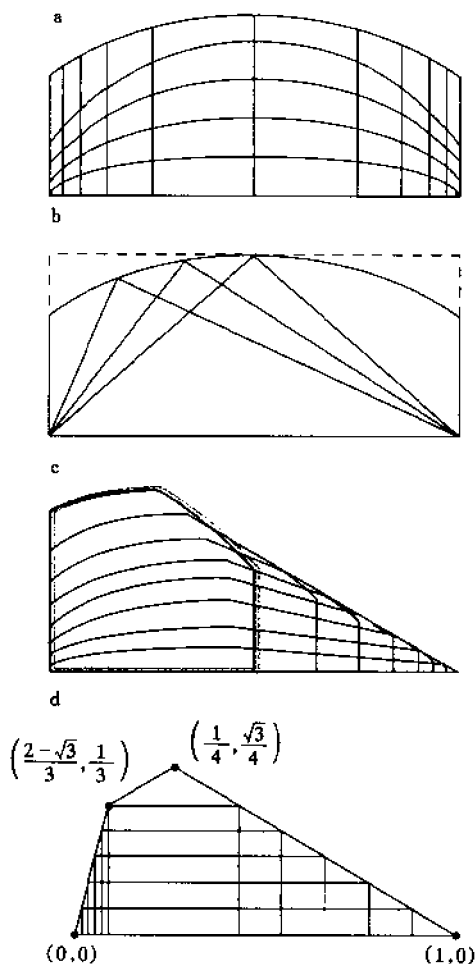 a
b
c
d
(1/4, √3/4)
((2-√3)/3, 1/3)
(0,0)
(1,0)